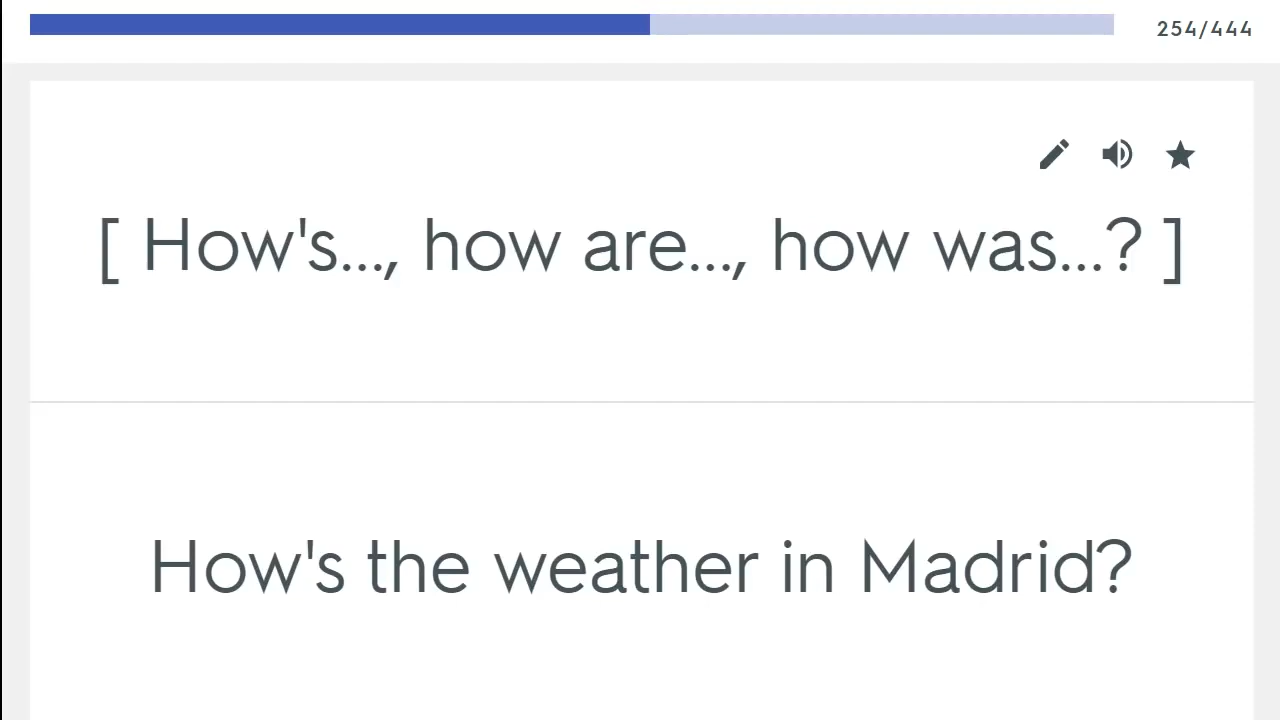 254/444
[ How's..., how are..., how was...? ]
How's the weather in Madrid?